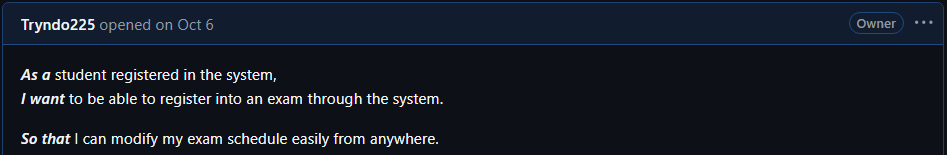 Tryndo225 opened on Oct 6
Owner
As a student registered in the system,
I want to be able to register into an exam through the system.
So that I can modify my exam schedule easily from anywhere.